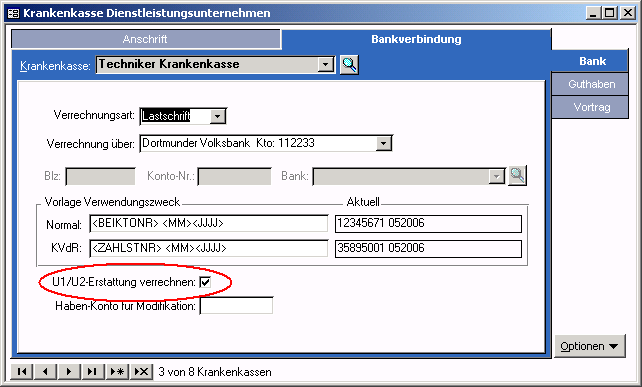 Krankenkasse Dienstleistungsunternehmen
Anschrift
Bankverbindung
Krankenkasse: Techniker Krankenkasse
Bank
Guthaben
Vortrag
Verrechnungsart: Lastschrift
Verrechnung über: Dortmunder Volksbank Kto: 112233
Blz: Konto-Nr.: Bank:
Vorlage Verwendungszweck Aktuell
Normal: <BEIKTONR> <MM><JJJJ> 12345671 052006
KVdR: <ZAHLSTNR> <MM><JJJJ> 35895001 052006
U1/U2-Erstattung verrechnen:
Haben-Konto für Modifikation:
Optionen
3 von 8 Krankenkassen